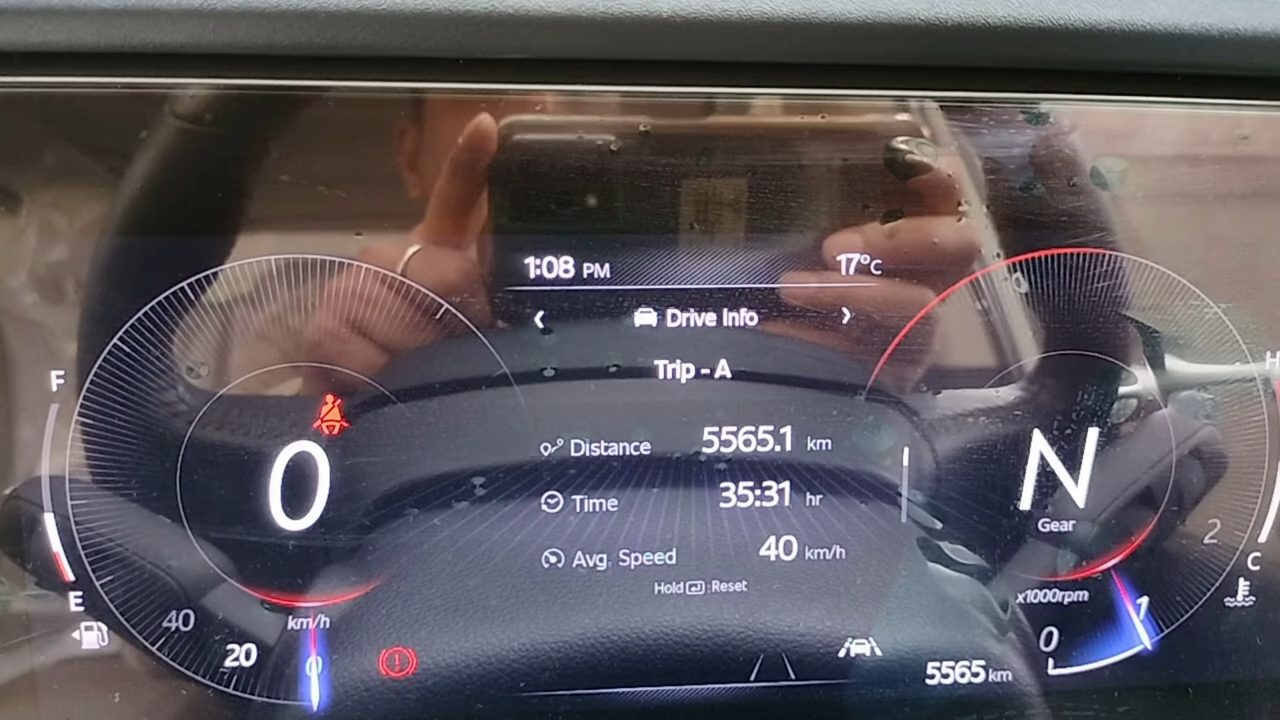 1:08 PM
17°C
Drive Info
Trip - A
F
H
Distance 5565.1 km
0
N
Time 35:31 hr
Gear
2
Avg. Speed 40 km/h
C
Hold Reset
E
x1000rpm
1
40
km/h
0
20
0
5565 km